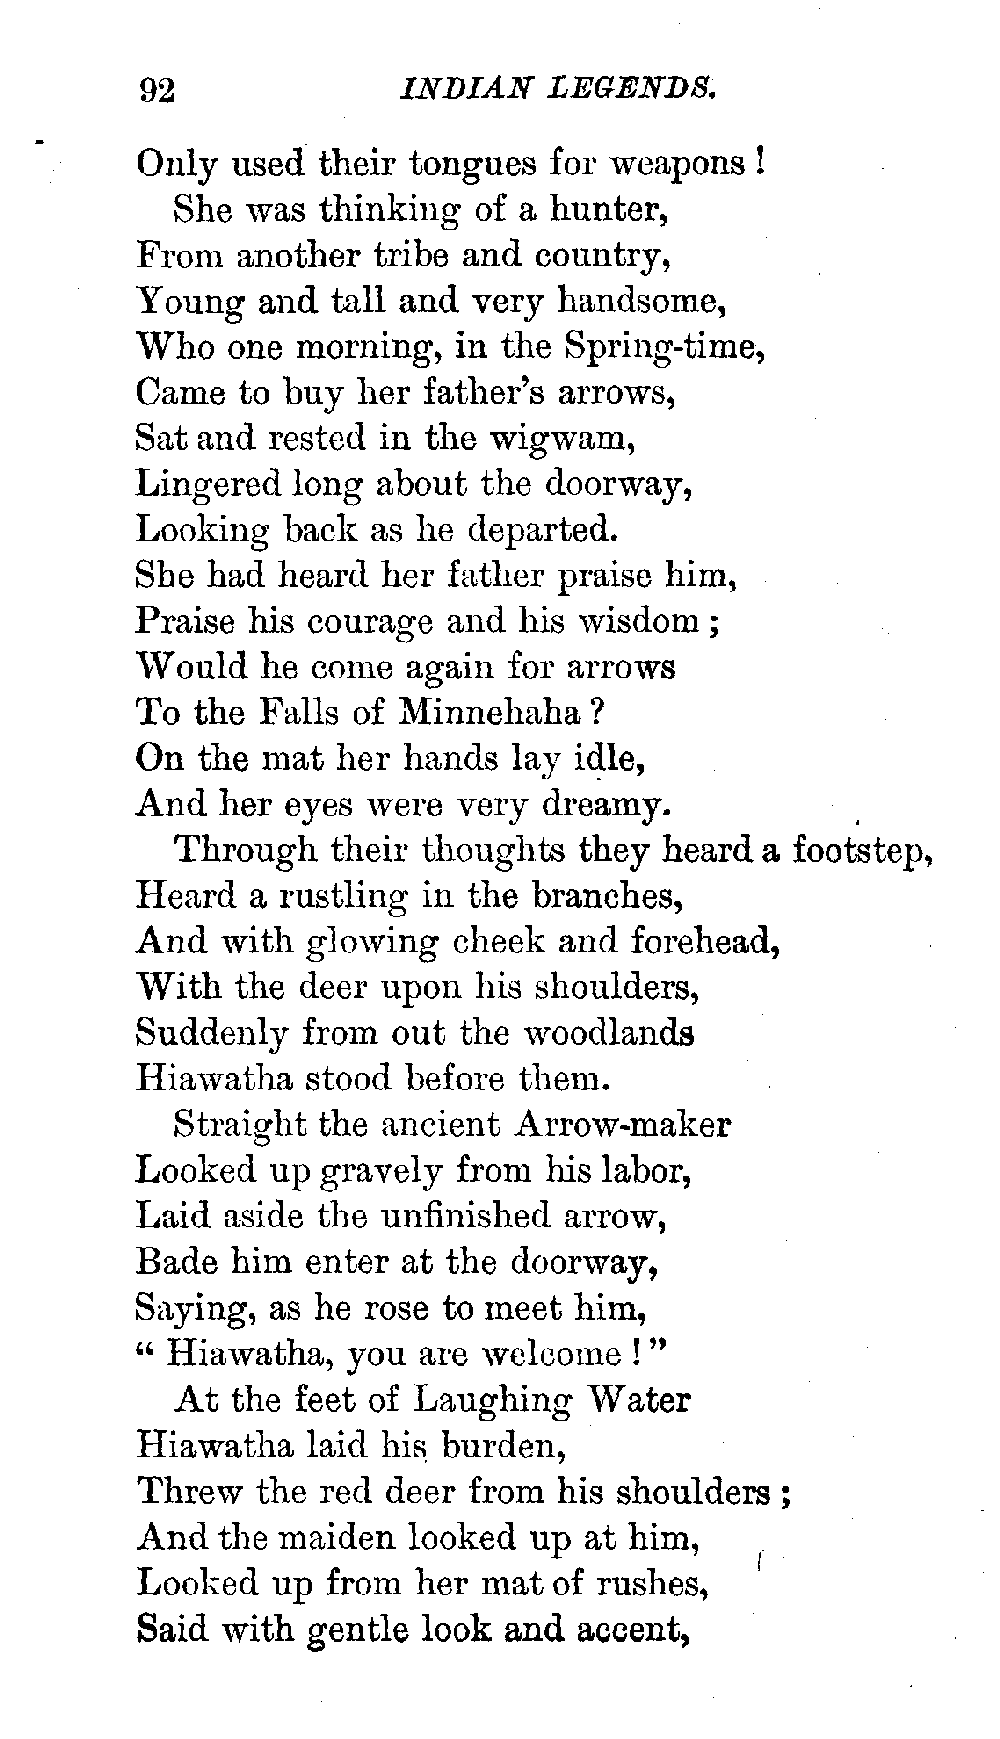 92 INDIAN LEGENDS.
Only used their tongues for weapons !
She was thinking of a hunter,
From another tribe and country,
Young and tall and very handsome,
Who one morning, in the Spring-time,
Came to buy her father's arrows,
Sat and rested in the wigwam,
Lingered long about the doorway,
Looking back as he departed.
She had heard her father praise him,
Praise his courage and his wisdom ;
Would he come again for arrows
To the Falls of Minnehaha ?
On the mat her hands lay idle,
And her eyes were very dreamy.
Through their thoughts they heard a footstep,
Heard a rustling in the branches,
And with glowing cheek and forehead,
With the deer upon his shoulders,
Suddenly from out the woodlands
Hiawatha stood before them.
Straight the ancient Arrow-maker
Looked up gravely from his labor,
Laid aside the unfinished arrow,
Bade him enter at the doorway,
Saying, as he rose to meet him,
“ Hiawatha, you are welcome ! ”
At the feet of Laughing Water
Hiawatha laid his burden,
Threw the red deer from his shoulders ;
And the maiden looked up at him,
Looked up from her mat of rushes,
Said with gentle look and accent,